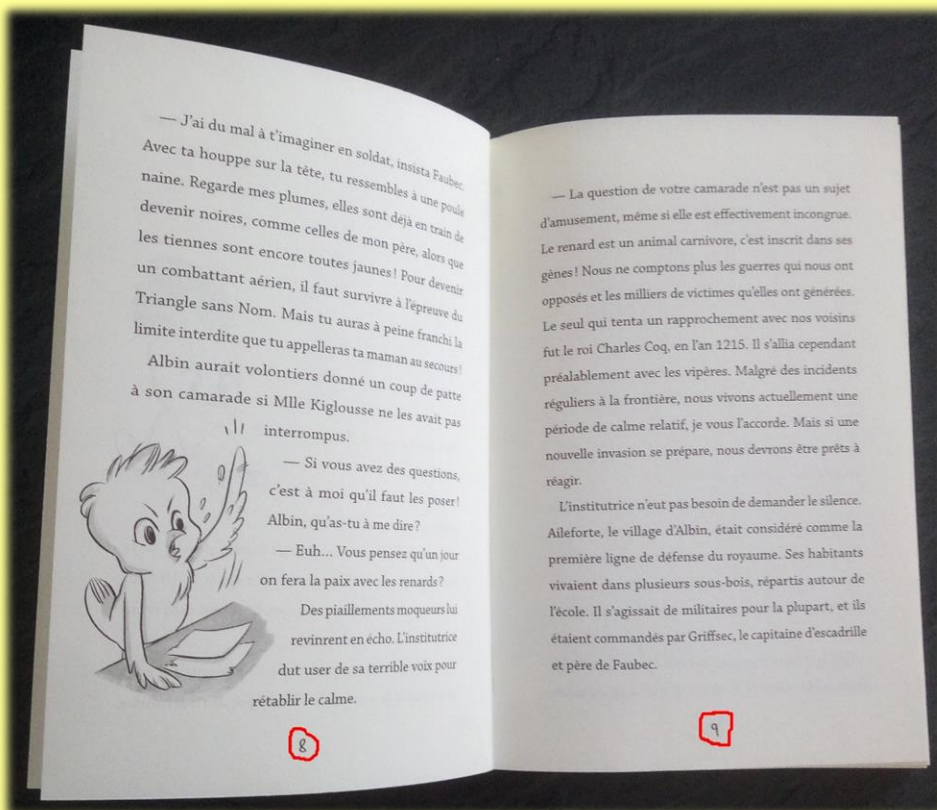 — J'ai du mal à t'imaginer en soldat, insista Faubec.
Avec ta houppe sur la tête, tu ressembles à une poule
naine. Regarde mes plumes, elles sont déjà en train de
devenir noires, comme celles de mon père, alors que
les tiennes sont encore toutes jaunes ! Pour devenir
un combattant aérien, il faut survivre à l'épreuve du
Triangle sans Nom. Mais tu auras à peine franchi la
limite interdite que tu appelleras ta maman au secours !
Albin aurait volontiers donné un coup de patte
à son camarade si Mlle Kiglousse ne les avait pas
interrompus.
— Si vous avez des questions,
c'est à moi qu'il faut les poser !
Albin, qu'as-tu à me dire ?
— Euh... Vous pensez qu'un jour
on fera la paix avec les renards ?
Des piaillements moqueurs lui
revinrent en écho. L'institutrice
dut user de sa terrible voix pour
rétablir le calme.
8
— La question de votre camarade n'est pas un sujet
d'amusement, même si elle est effectivement incongrue.
Le renard est un animal carnivore, c'est inscrit dans ses
gènes ! Nous ne comptons plus les guerres qui nous ont
opposés et les milliers de victimes qu'elles ont générées.
Le seul qui tenta un rapprochement avec nos voisins
fut le roi Charles Coq, en l'an 1215. Il s'allia cependant
préalablement avec les vipères. Malgré des incidents
réguliers à la frontière, nous vivons actuellement une
période de calme relatif, je vous l'accorde. Mais si une
nouvelle invasion se prépare, nous devrons être prêts à
réagir.
L'institutrice n'eut pas besoin de demander le silence.
Aileforte, le village d'Albin, était considéré comme la
première ligne de défense du royaume. Ses habitants
vivaient dans plusieurs sous-bois, répartis autour de
l'école. Il s'agissait de militaires pour la plupart, et ils
étaient commandés par Griffsec, le capitaine d'escadrille
et père de Faubec.
9